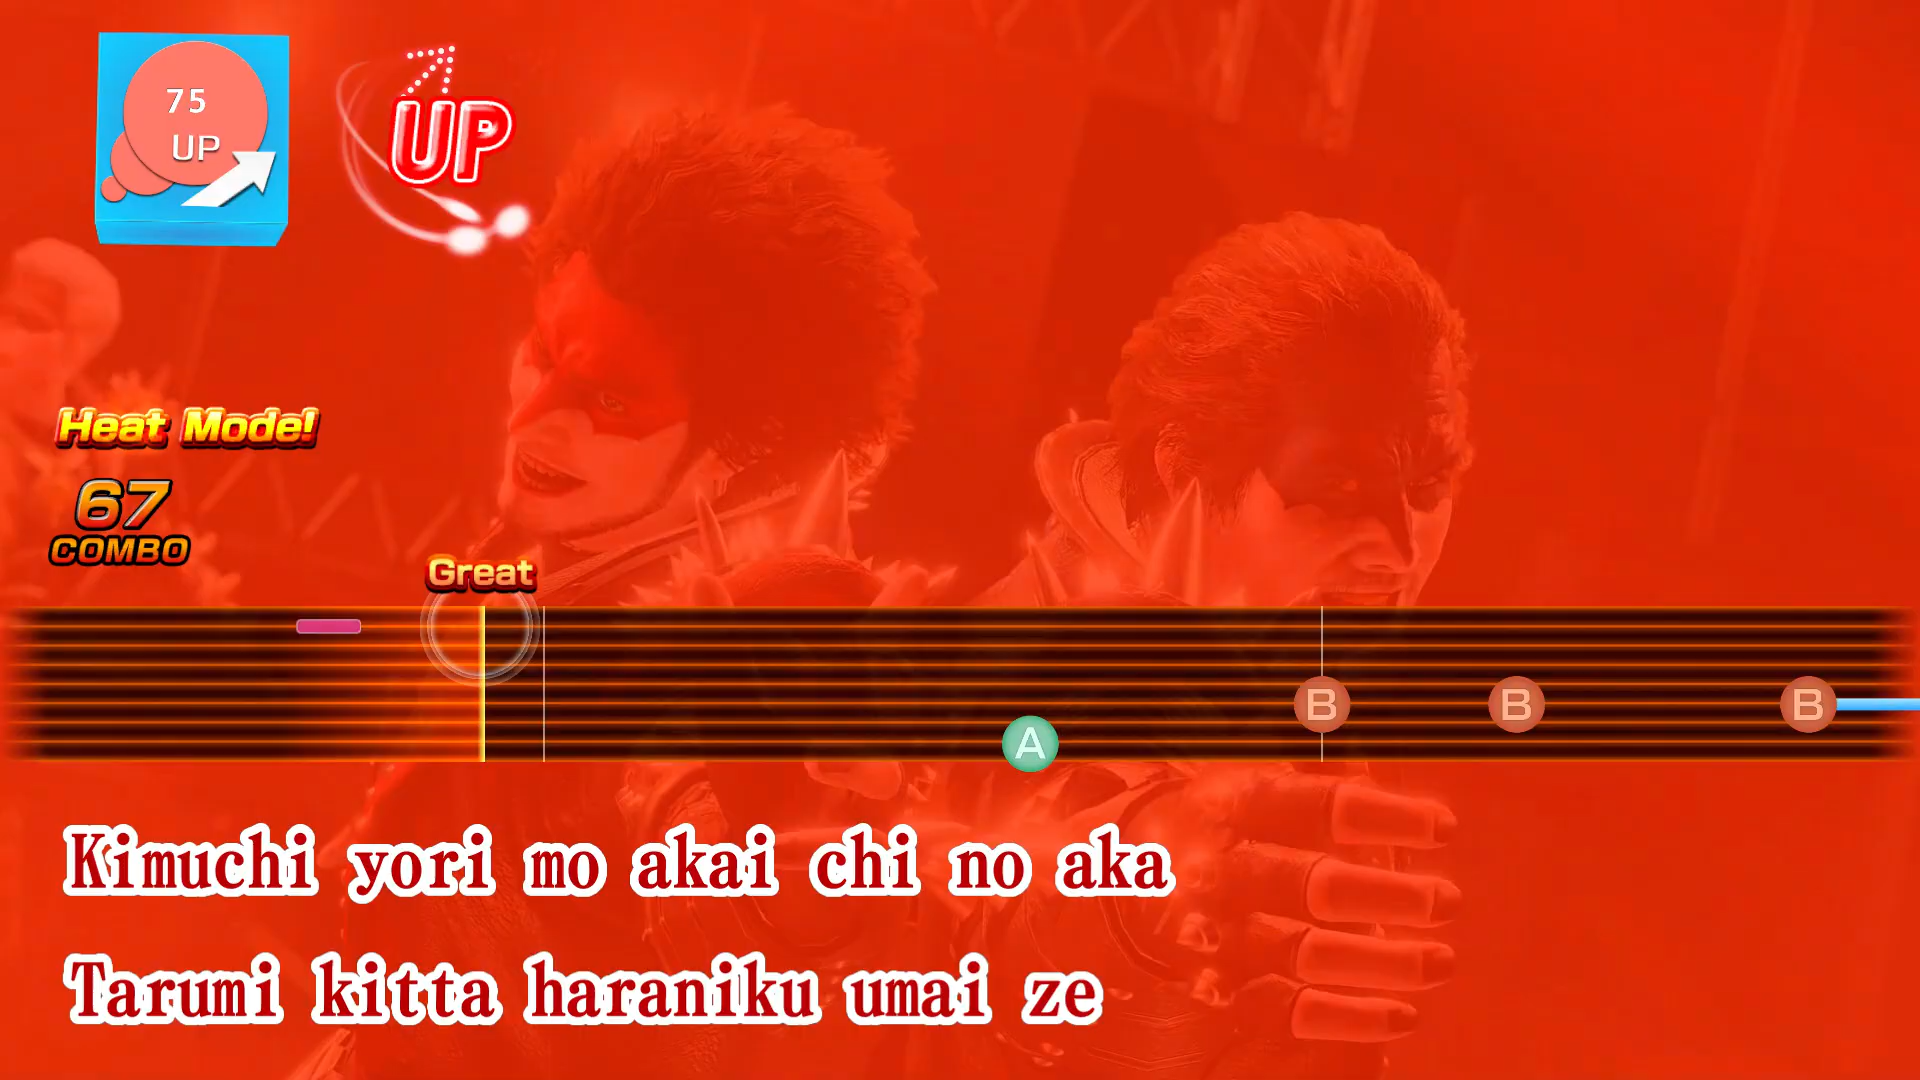 75
UP
UP
Heat Mode!
67
COMBO
Great
B B B
A
Kimuchi yori mo akai chi no aka
Tarumi kitta haraniku umai ze